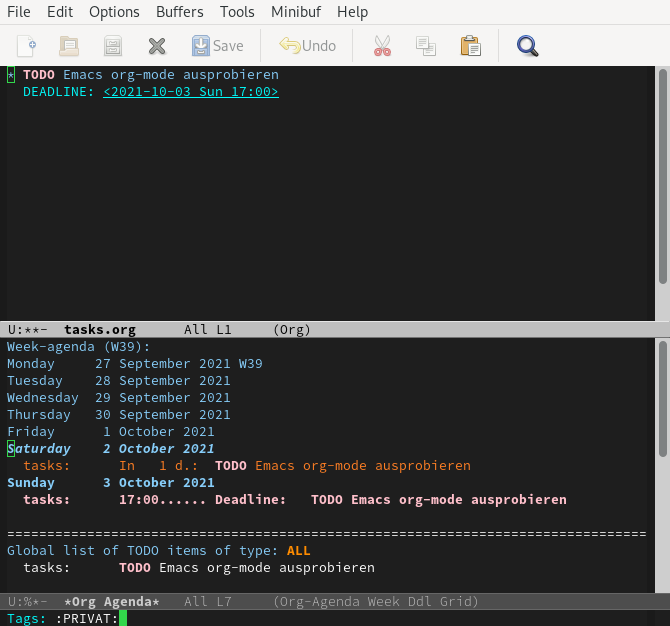 File Edit Options Buffers Tools Minibuf Help
Save Undo
* TODO Emacs org-mode ausprobieren
DEADLINE: <2021-10-03 Sun 17:00>
U:**- tasks.org All L1 (Org)
Week-agenda (W39):
Monday 27 September 2021 W39
Tuesday 28 September 2021
Wednesday 29 September 2021
Thursday 30 September 2021
Friday 1 October 2021
Saturday 2 October 2021
tasks: In 1 d.: TODO Emacs org-mode ausprobieren
Sunday 3 October 2021
tasks: 17:00...... Deadline: TODO Emacs org-mode ausprobieren
================================================================================
Global list of TODO items of type: ALL
tasks: TODO Emacs org-mode ausprobieren
U:%*- *Org Agenda* All L7 (Org-Agenda Week Ddl Grid)
Tags: :PRIVAT: